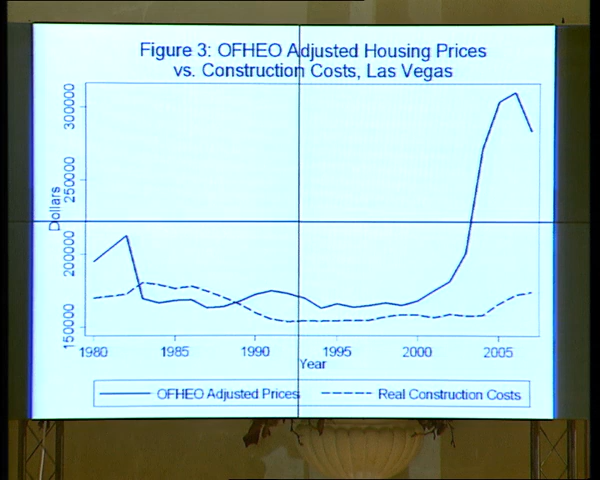 Figure 3: OFHEO Adjusted Housing Prices
vs. Construction Costs, Las Vegas
Dollars
300000
250000
200000
150000
1980
1985
1990
1995
2000
2005
Year
OFHEO Adjusted Prices
Real Construction Costs